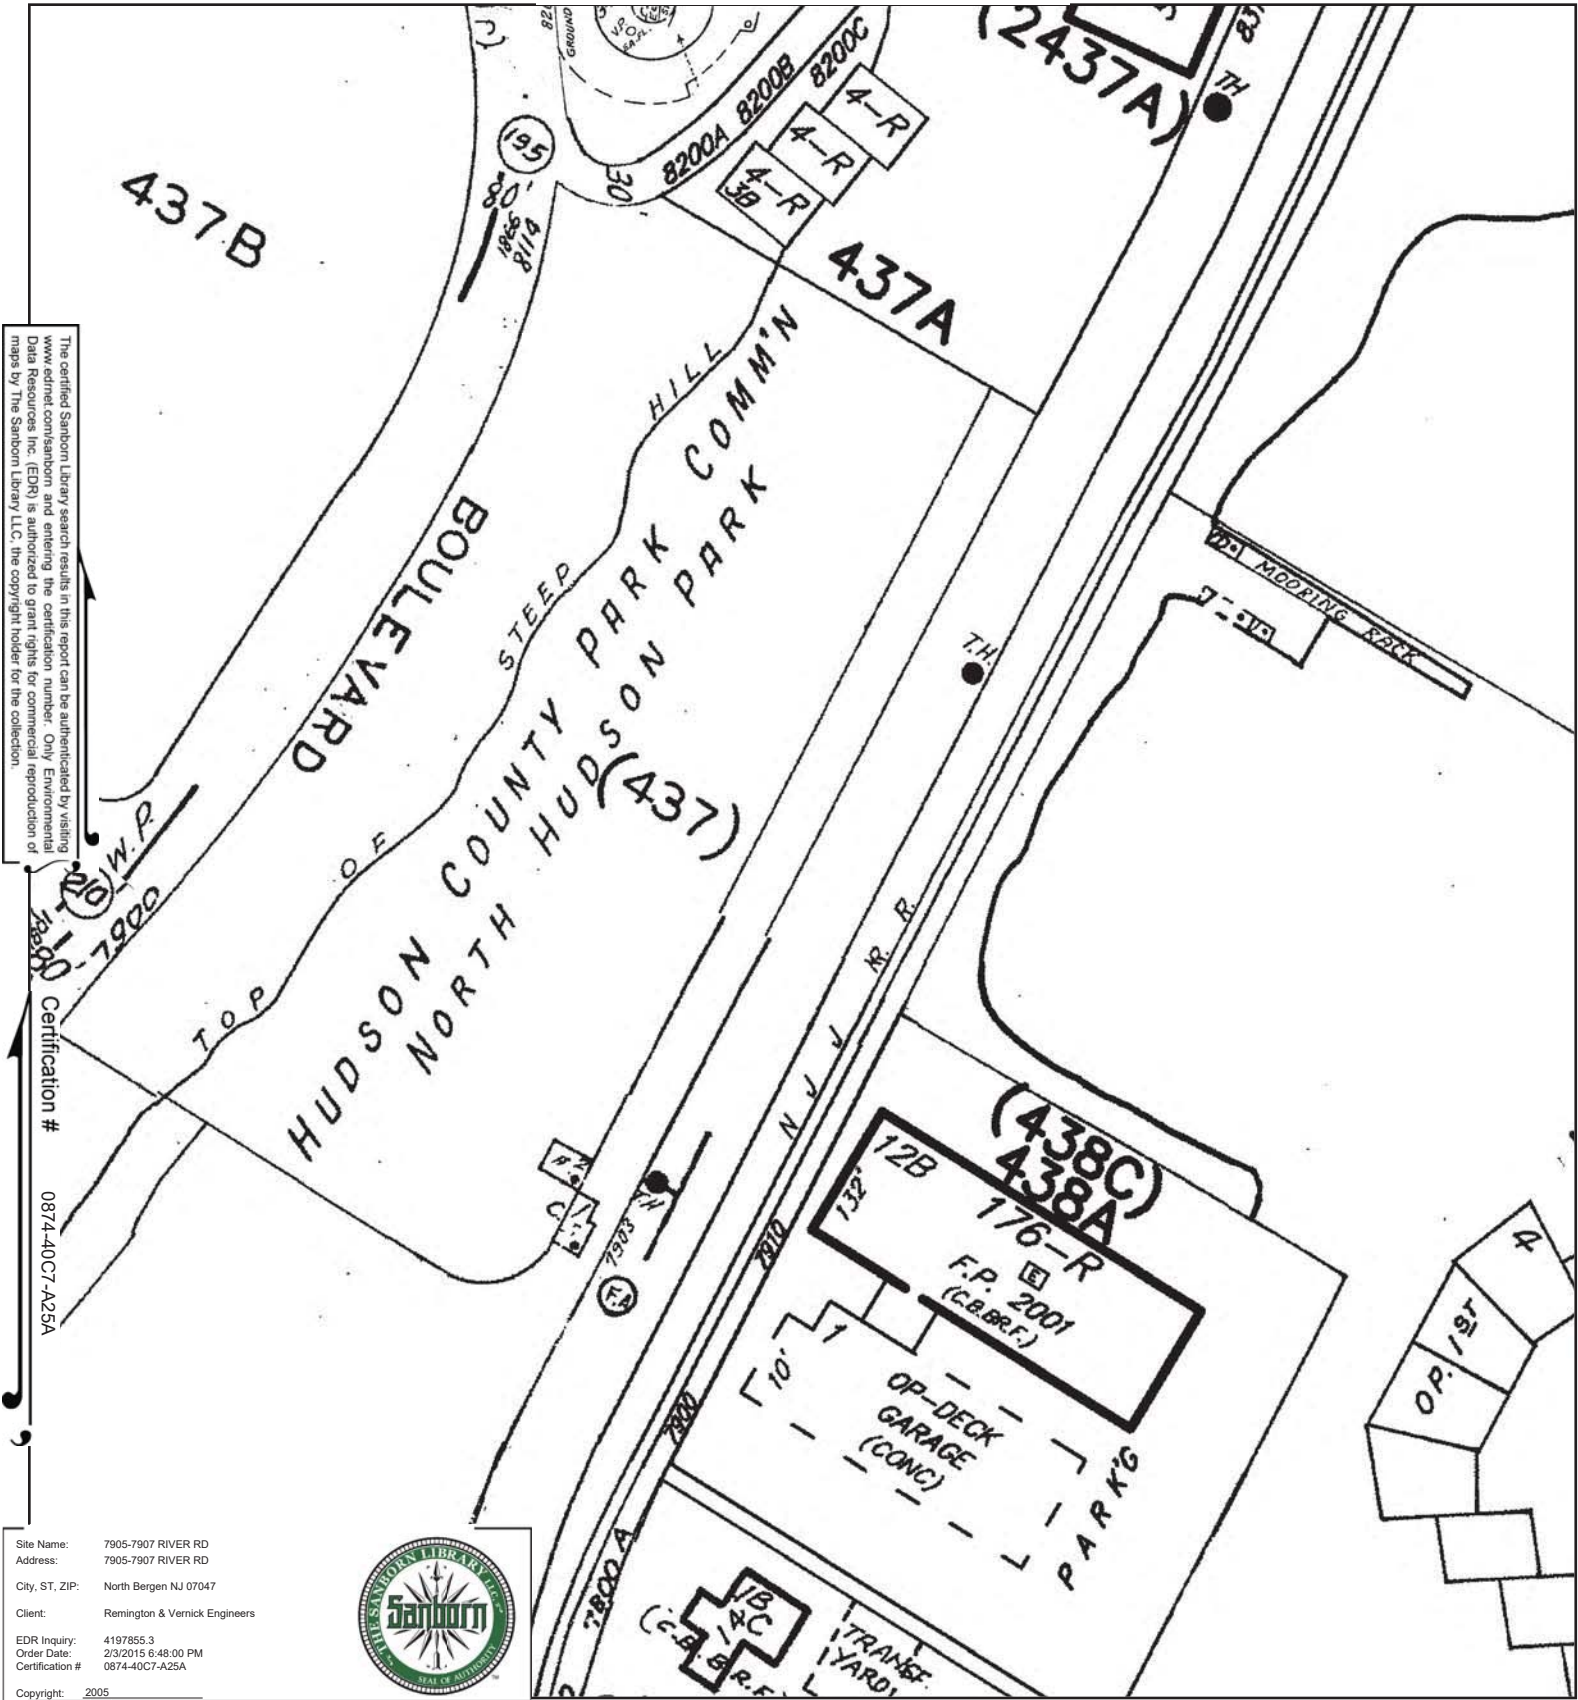 GROUND
8200A 8200B 8200C
(2437A)
TH
4-R
4-R
4-R
3B
195
80'
1866
8114
30
437B
437A
HILL
STEEP
OF
TOP
BOULEVARD
HUDSON COUNTY PARK COMM'N
NORTH HUDSON PARK
(437)
MOORING RACK
T.H.
N J J R. R.
W.P.
80-7900
(438C)
438A
12B
132'
176-R
E
F.P. 2001
(C.B.BR.F.)
7910
7903
T.H
F.A
1
10'
OP-DECK
GARAGE
(CONC)
PARK'G
7900
7800 A
1B
14C
(C.B.B.R.F.)
TRANSF.
YARD
4
OP. 1ST
The certified Sanborn Library search results in this report can be authenticated by visiting
www.edrnet.com/sanborn and entering the certification number. Only Environmental
Data Resources Inc. (EDR) is authorized to grant rights for commercial reproduction of
maps by The Sanborn Library LLC, the copyright holder for the collection.
Certification # 0874-40C7-A25A
Site Name: 7905-7907 RIVER RD
Address: 7905-7907 RIVER RD
City, ST, ZIP: North Bergen NJ 07047
Client: Remington & Vernick Engineers
EDR Inquiry: 4197855.3
Order Date: 2/3/2015 6:48:00 PM
Certification # 0874-40C7-A25A
Copyright: 2005
THE SANBORN LIBRARY LLC
Sanborn
SEAL OF AUTHORITY